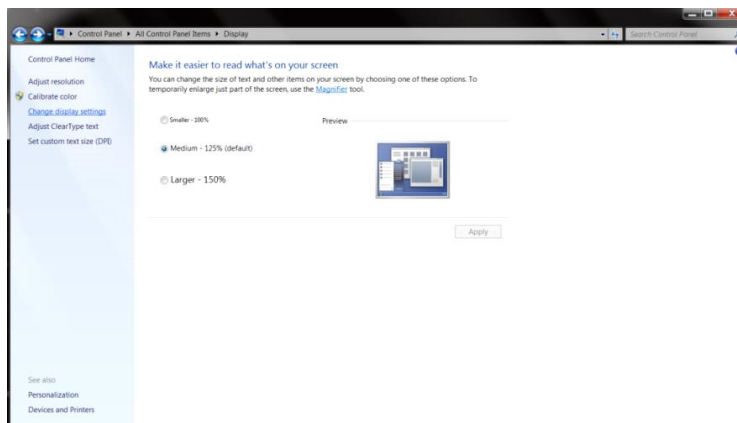 Control Panel ▸ All Control Panel Items ▸ Display
Search Control Panel
Control Panel Home
Adjust resolution
Calibrate color
Change display settings
Adjust ClearType text
Set custom text size (DPI)
Make it easier to read what's on your screen
You can change the size of text and other items on your screen by choosing one of these options. To
temporarily enlarge just part of the screen, use the Magnifier tool.
Smaller - 100%
Preview
Medium - 125% (default)
Larger - 150%
Apply
See also
Personalization
Devices and Printers